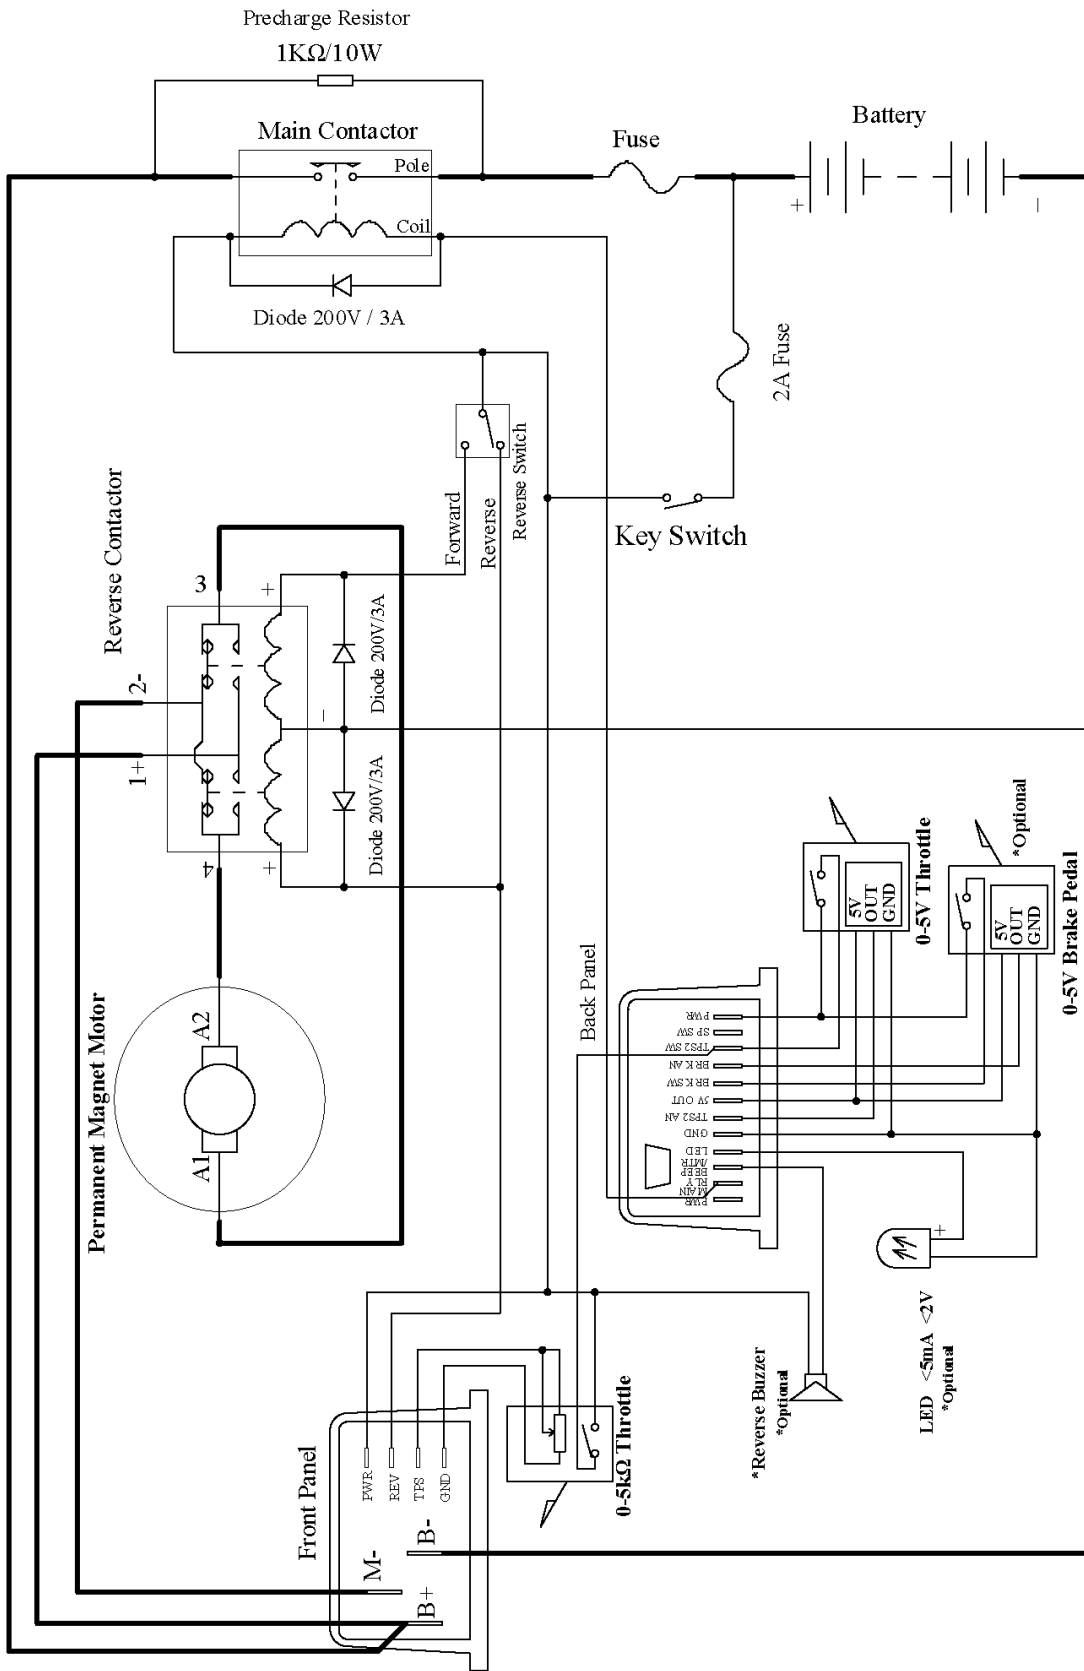 Precharge Resistor
1KΩ/10W
Main Contactor
Pole
Coil
Diode 200V / 3A
Fuse
Battery
+
−
2A Fuse
Key Switch
Reverse Switch
Forward
Reverse
Reverse Contactor
3
2-
1+
4
+
−
+
Diode 200V/3A
Diode 200V/3A
Permanent Magnet Motor
A2
A1
Back Panel
PWR
SP SW
TPS2 SW
BRK AN
BRK SW
5V OUT
TPS2 AN
GND
LED
BEEP
/MTR
MAIN
RLY
PWR
5V
OUT
GND
0-5V Throttle
*Optional
5V
OUT
GND
0-5V Brake Pedal
+
LED <5mA <2V
*Optional
*Reverse Buzzer
*Optional
0-5kΩ Throttle
Front Panel
PWR
REV
TPS
GND
M-
B-
B+